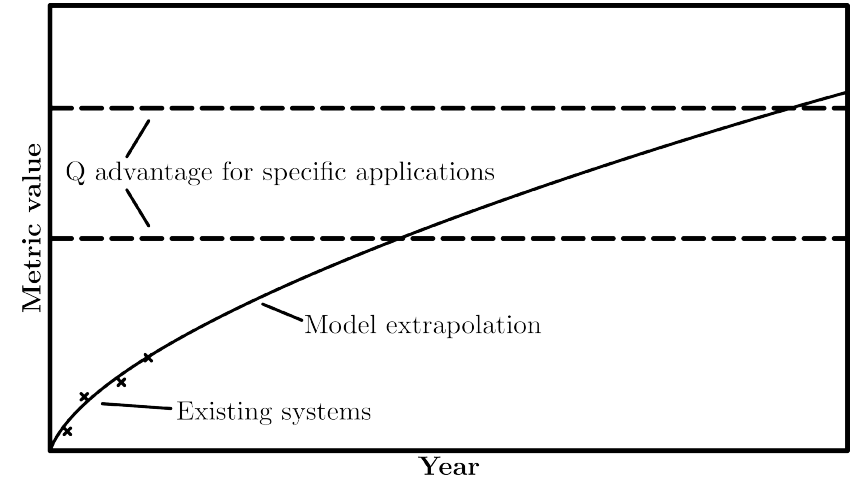 Q advantage for specific applications
Metric value
Model extrapolation
Existing systems
Year